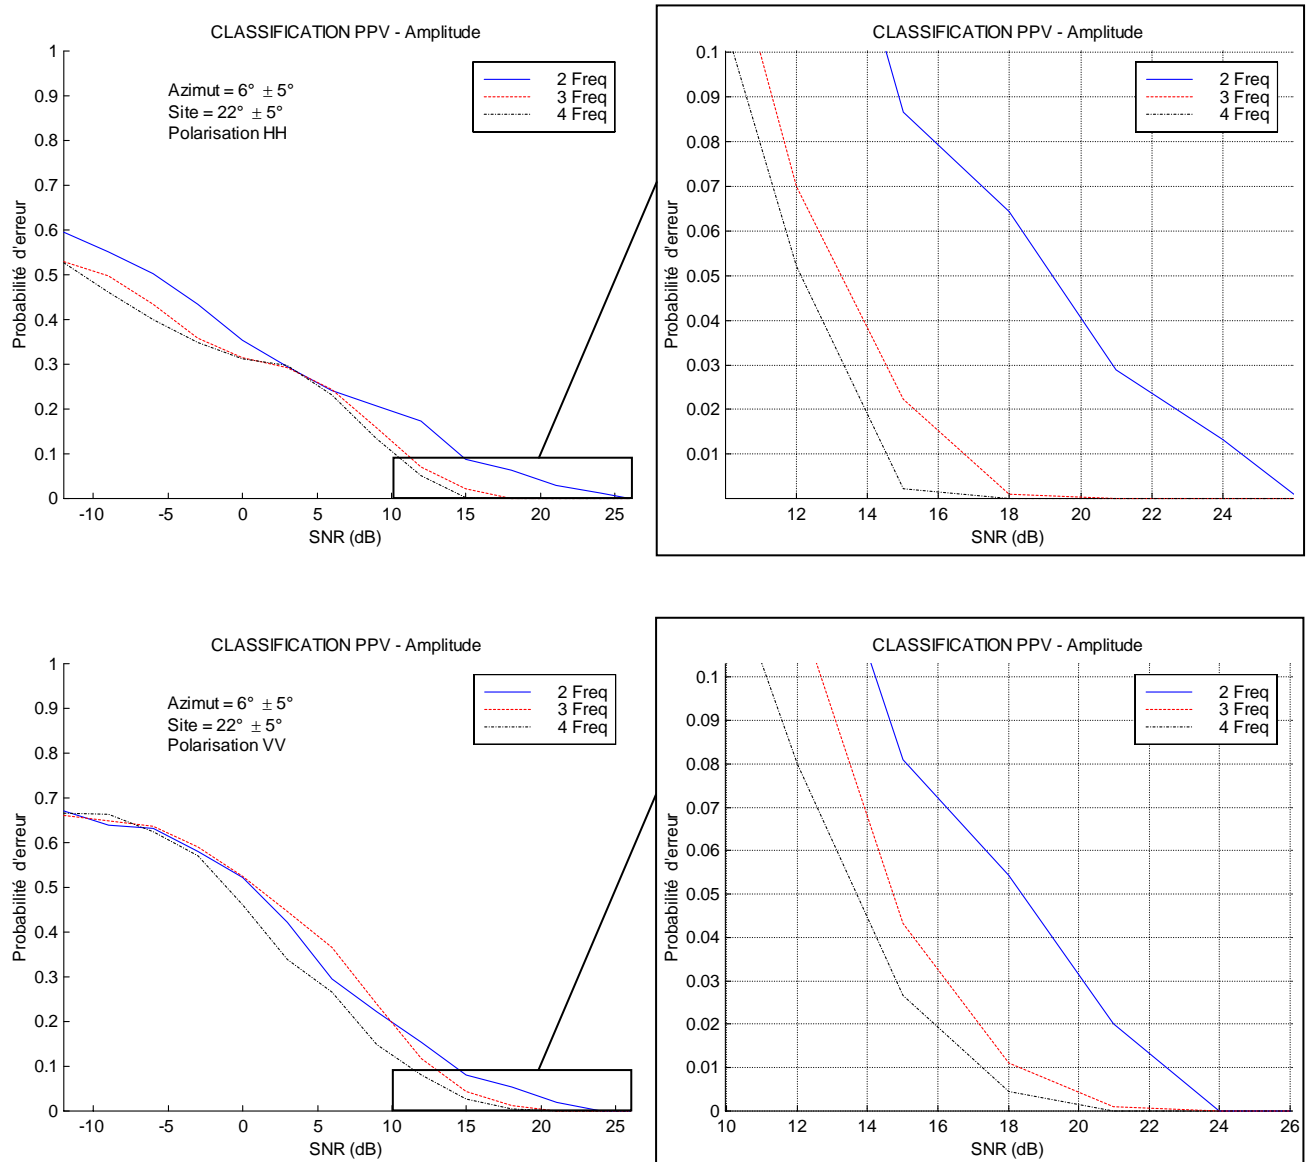 CLASSIFICATION PPV - Amplitude
1
0.9
0.8
0.7
0.6
0.5
0.4
0.3
0.2
0.1
0
Probabilité d'erreur
Azimut = 6° ± 5°
Site = 22° ± 5°
Polarisation HH
2 Freq
3 Freq
4 Freq
-10 -5 0 5 10 15 20 25
SNR (dB)
CLASSIFICATION PPV - Amplitude
0.1
0.09
0.08
0.07
0.06
0.05
0.04
0.03
0.02
0.01
Probabilité d'erreur
2 Freq
3 Freq
4 Freq
12 14 16 18 20 22 24
SNR (dB)
CLASSIFICATION PPV - Amplitude
1
0.9
0.8
0.7
0.6
0.5
0.4
0.3
0.2
0.1
0
Probabilité d'erreur
Azimut = 6° ± 5°
Site = 22° ± 5°
Polarisation VV
2 Freq
3 Freq
4 Freq
-10 -5 0 5 10 15 20 25
SNR (dB)
CLASSIFICATION PPV - Amplitude
0.1
0.09
0.08
0.07
0.06
0.05
0.04
0.03
0.02
0.01
0
Probabilité d'erreur
2 Freq
3 Freq
4 Freq
10 12 14 16 18 20 22 24 26
SNR (dB)